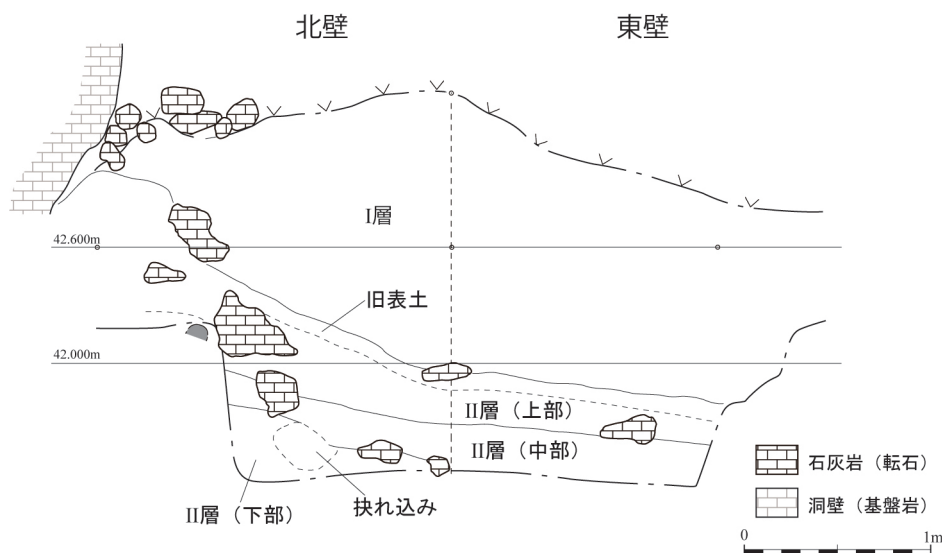 北壁
東壁
I層
42.600m
旧表土
42.000m
II層（上部）
II層（中部）
抉れ込み
II層（下部）
石灰岩（転石）
洞壁（基盤岩）
0
1m